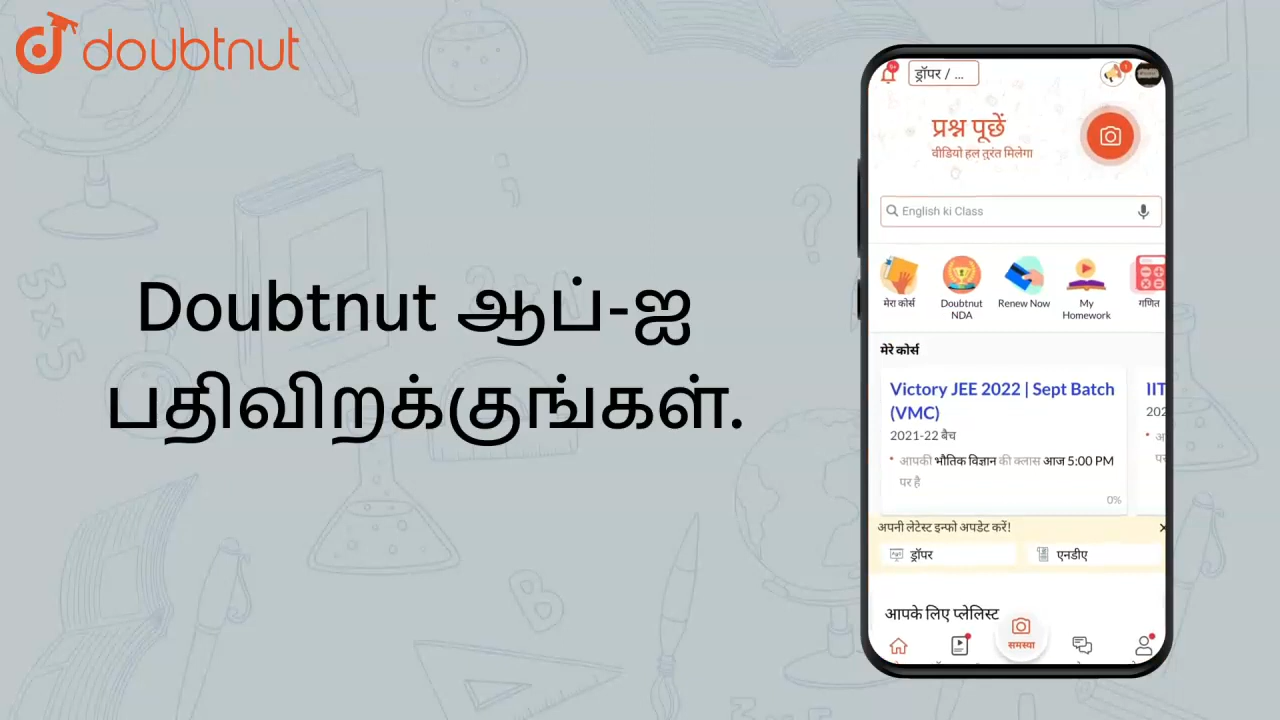 doubtnut
Doubtnut ஆப்-ஐ
பதிவிறக்குங்கள்.
ड्रॉपर / ...
प्रश्न पूछें
वीडियो हल तुरंत मिलेगा
English ki Class
मेरा कोर्स
Doubtnut NDA
Renew Now
My Homework
गणित
मेरे कोर्स
Victory JEE 2022 | Sept Batch
(VMC)
2021-22 बैच
आपकी भौतिक विज्ञान की क्लास आज 5:00 PM
पर है
0%
IIT
202
अपनी लेटेस्ट इन्फो अपडेट करें!
ड्रॉपर
एनडीए
आपके लिए प्लेलिस्ट
समस्या